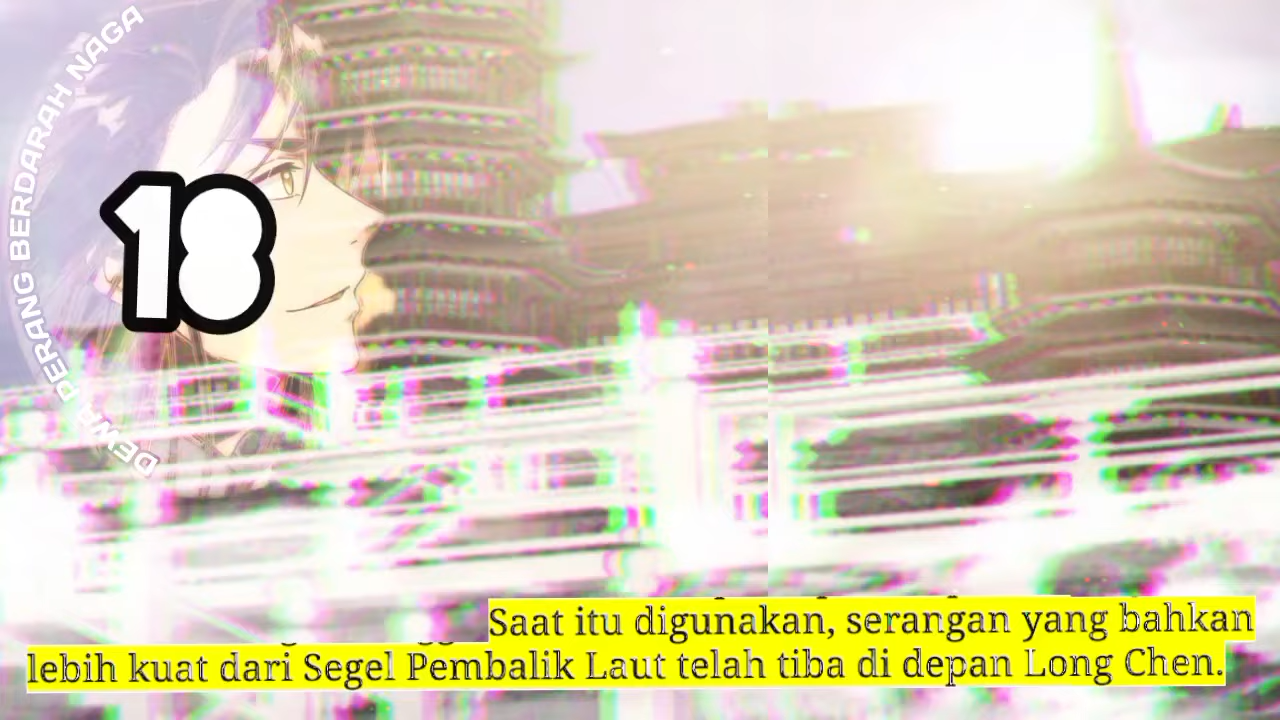 DEWA PERANG BERDARAH NAGA
18
Saat itu digunakan, serangan yang bahkan
lebih kuat dari Segel Pembalik Laut telah tiba di depan Long Chen.